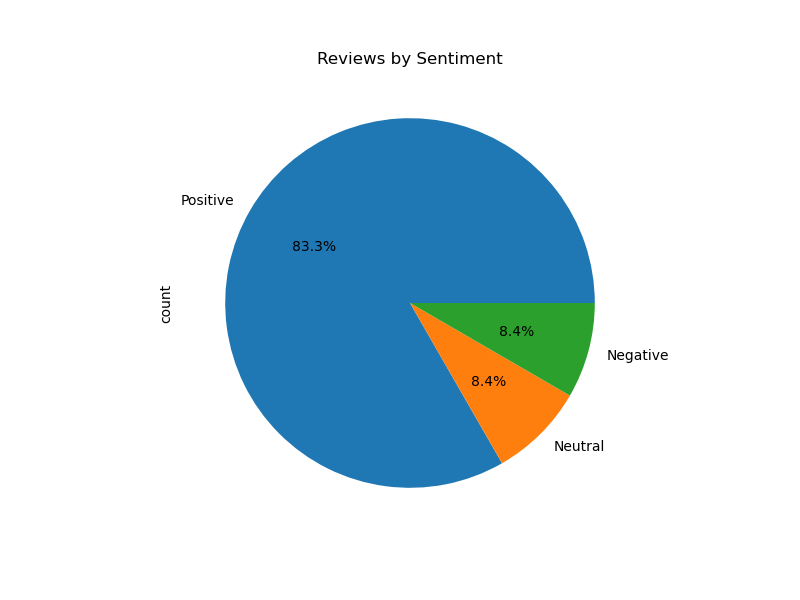 Reviews by Sentiment
Positive
83.3%
count
8.4%
Negative
8.4%
Neutral